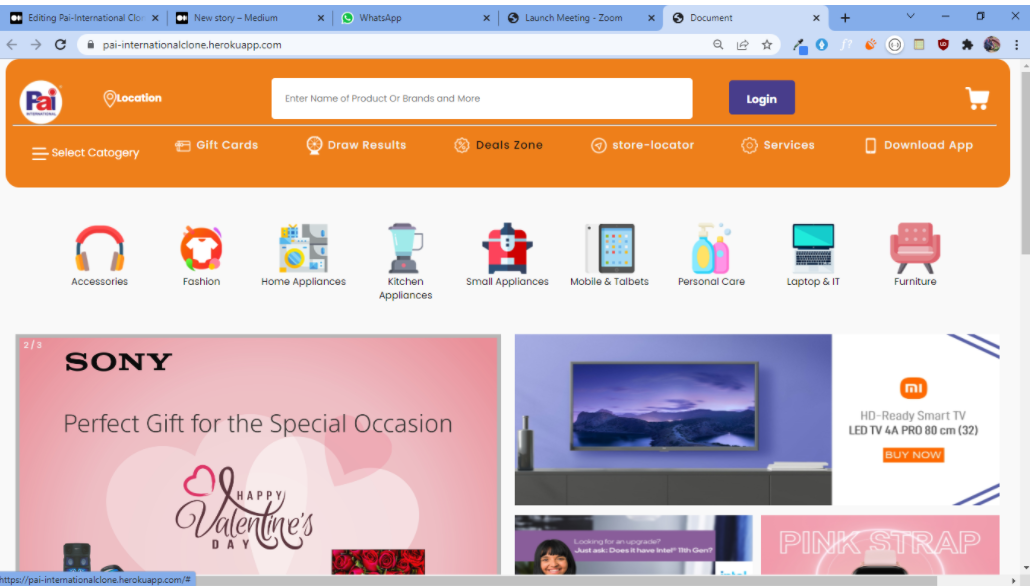 Editing Pai-International Clon
New story – Medium
WhatsApp
Launch Meeting - Zoom
Document
pai-internationalclone.herokuapp.com
Pai
INTERNATIONAL
Location
Enter Name of Product Or Brands and More
Login
Select Catogery
Gift Cards
Draw Results
Deals Zone
store-locator
Services
Download App
Accessories
Fashion
Home Appliances
Kitchen
Appliances
Small Appliances
Mobile & Talbets
Personal Care
Laptop & IT
Furniture
2 / 3
SONY
Perfect Gift for the Special Occasion
HAPPY
Valentine's
DAY
mi
HD-Ready Smart TV
LED TV 4A PRO 80 cm (32)
BUY NOW
Looking for an upgrade?
Just ask: Does it have Intel® 11th Gen?
intel
PINK STRAP
https://pai-internationalclone.herokuapp.com/#